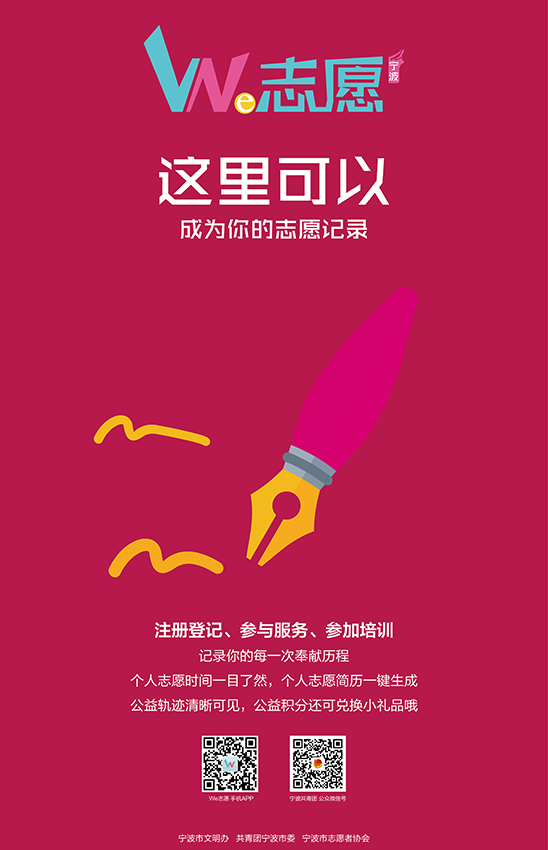 We志愿 宁波
这里可以
成为你的志愿记录
注册登记、参与服务、参加培训
记录你的每一次奉献历程
个人志愿时间一目了然，个人志愿简历一键生成
公益轨迹清晰可见，公益积分还可兑换小礼品哦
We志愿 手机APP 宁波共青团 公众微信号
宁波市文明办 共青团宁波市委 宁波市志愿者协会